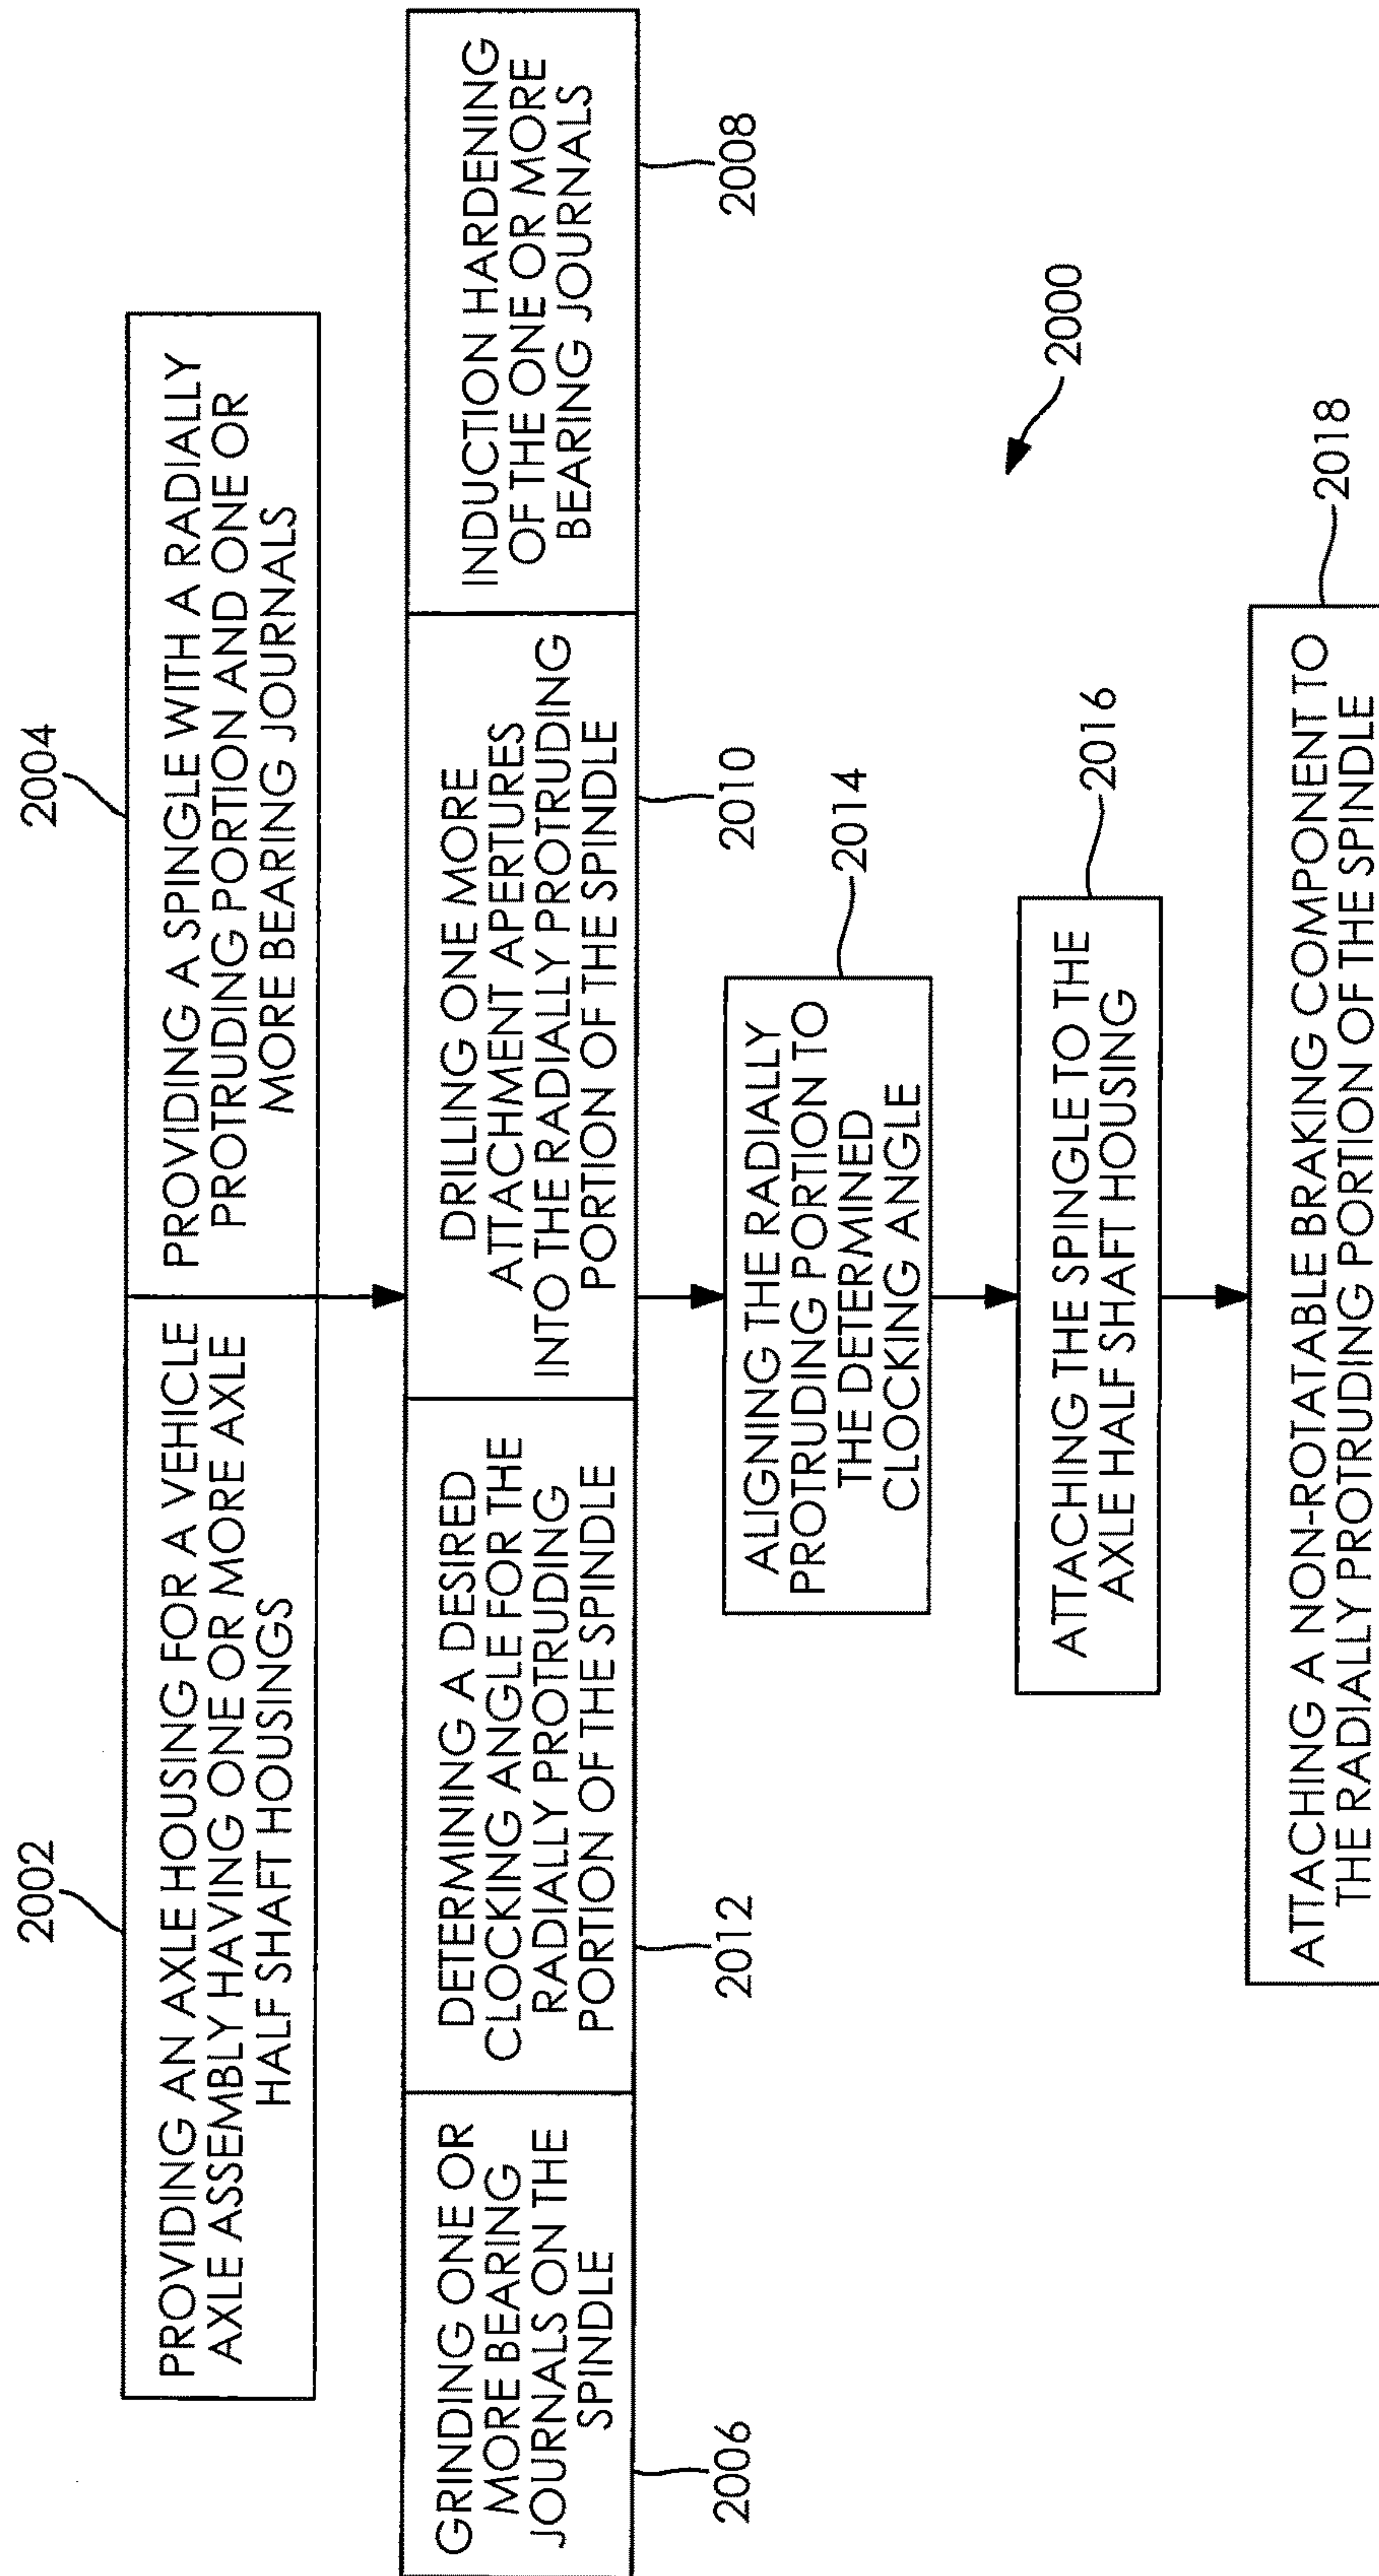 2002
PROVIDING AN AXLE HOUSING FOR A VEHICLE
AXLE ASSEMBLY HAVING ONE OR MORE AXLE
HALF SHAFT HOUSINGS
2004
PROVIDING A SPINGLE WITH A RADIALLY
PROTRUDING PORTION AND ONE OR
MORE BEARING JOURNALS
GRINDING ONE OR
MORE BEARING
JOURNALS ON THE
SPINDLE
2006
DETERMINING A DESIRED
CLOCKING ANGLE FOR THE
RADIALLY PROTRUDING
PORTION OF THE SPINDLE
2012
DRILLING ONE MORE
ATTACHMENT APERTURES
INTO THE RADIALLY PROTRUDING
PORTION OF THE SPINDLE
2010
INDUCTION HARDENING
OF THE ONE OR MORE
BEARING JOURNALS
2008
ALIGNING THE RADIALLY
PROTRUDING PORTION TO
THE DETERMINED
CLOCKING ANGLE
2014
ATTACHING THE SPINGLE TO THE
AXLE HALF SHAFT HOUSING
2016
2000
ATTACHING A NON-ROTATABLE BRAKING COMPONENT TO
THE RADIALLY PROTRUDING PORTION OF THE SPINDLE
2018